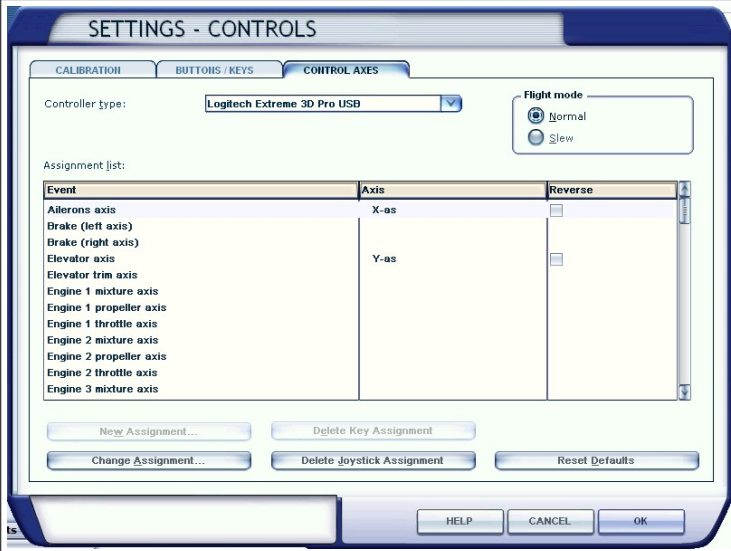 SETTINGS - CONTROLS
CALIBRATION BUTTONS / KEYS CONTROL AXES
Controller type: Logitech Extreme 3D Pro USB
Flight mode
Normal
Slew
Assignment list:
Event Axis Reverse
Ailerons axis X-as
Brake (left axis)
Brake (right axis)
Elevator axis Y-as
Elevator trim axis
Engine 1 mixture axis
Engine 1 propeller axis
Engine 1 throttle axis
Engine 2 mixture axis
Engine 2 propeller axis
Engine 2 throttle axis
Engine 3 mixture axis
New Assignment... Delete Key Assignment
Change Assignment... Delete Joystick Assignment Reset Defaults
HELP CANCEL OK
ts